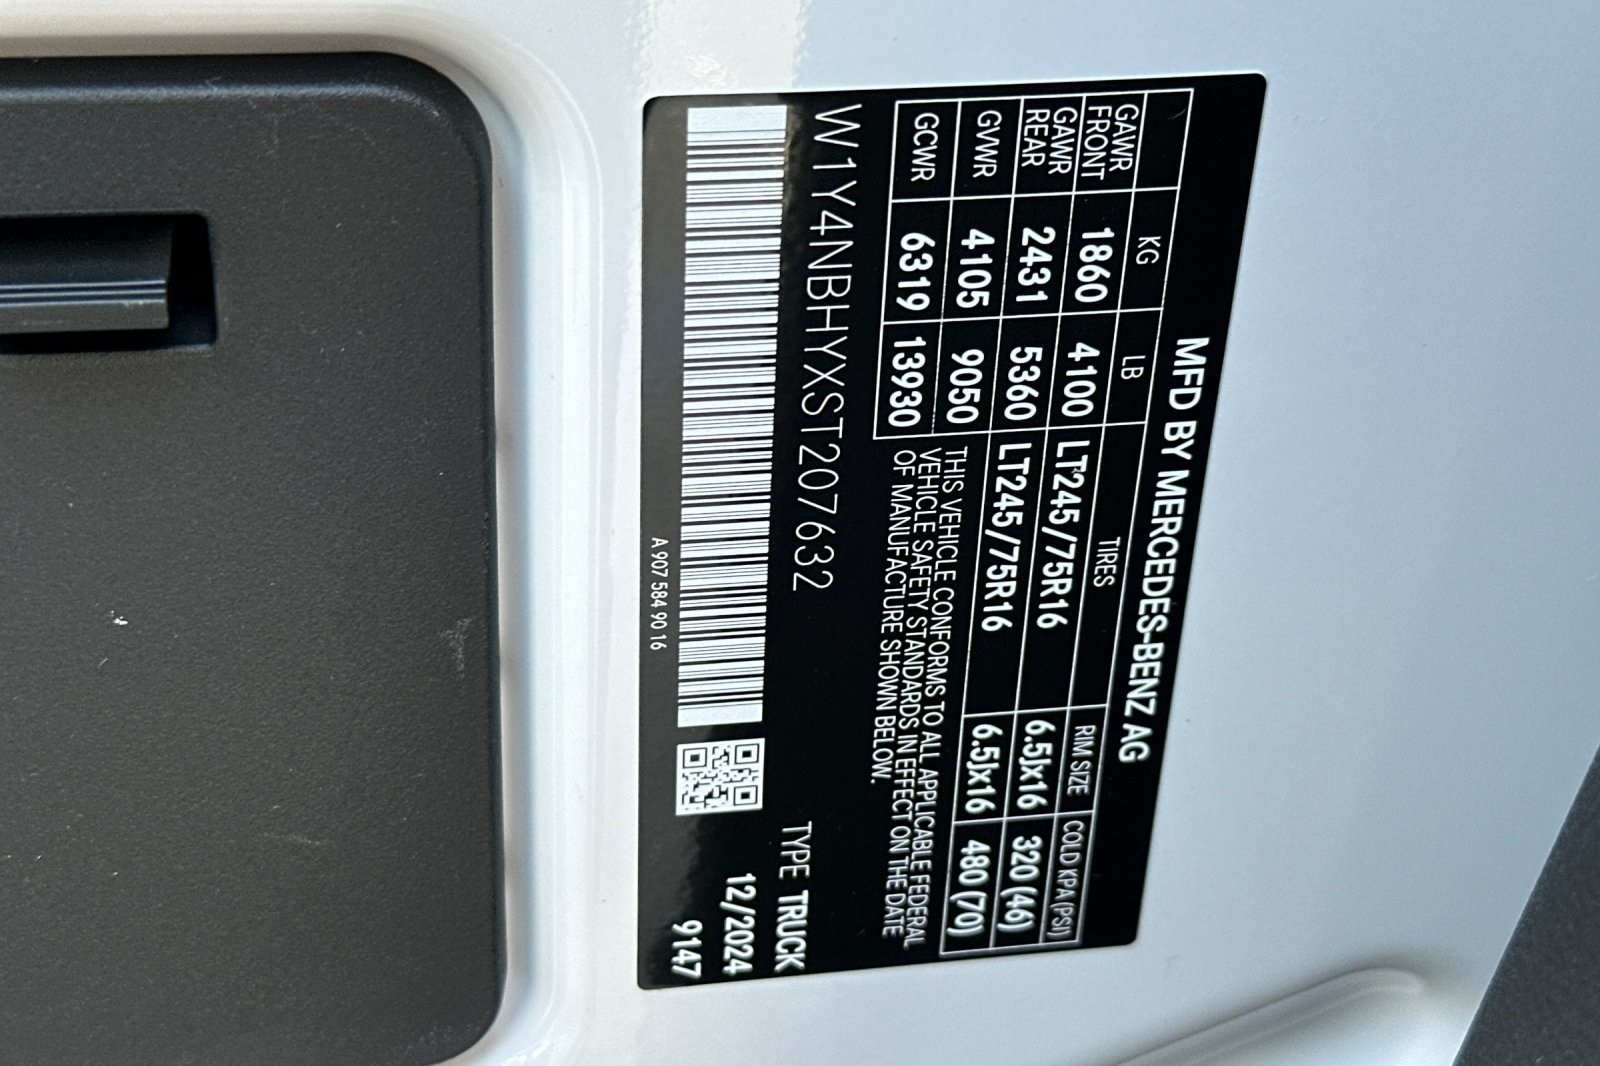 MFD BY MERCEDES-BENZ AG
KG LB TIRES RIM SIZE COLD KPA (PSI)
GAWR FRONT 1860 4100 LT245/75R16 6.5Jx16 320 (46)
GAWR REAR 2431 5360 LT245/75R16 6.5Jx16 480 (70)
GVWR 4105 9050
GCWR 6319 13930
THIS VEHICLE CONFORMS TO ALL APPLICABLE FEDERAL
VEHICLE SAFETY STANDARDS IN EFFECT ON THE DATE
OF MANUFACTURE SHOWN BELOW.
W1Y4NBHYXST207632
TYPE TRUCK
12/2024
9147
A 907 584 90 16